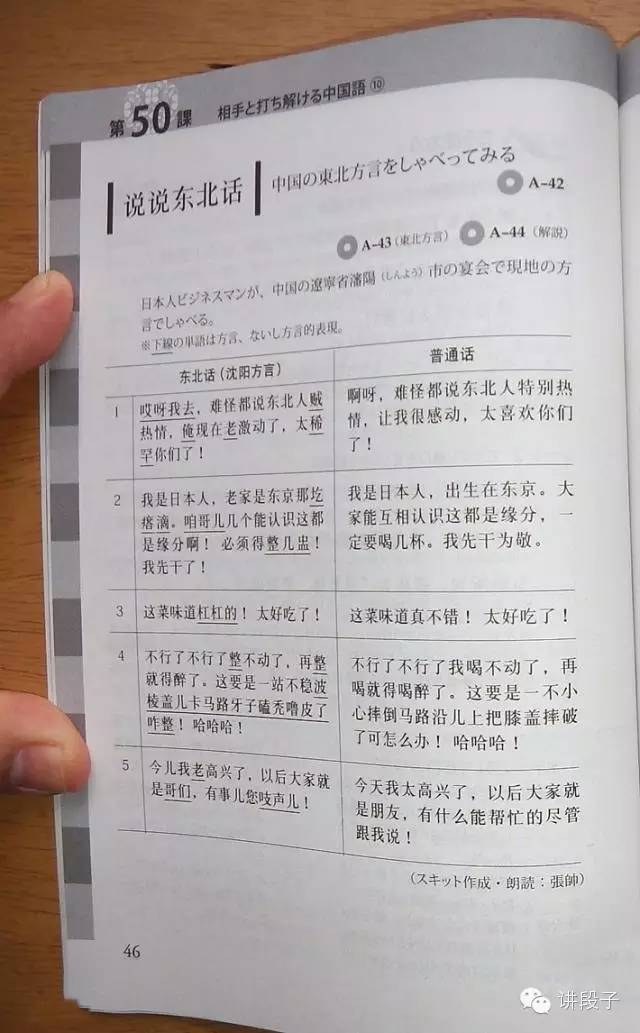 第50課 相手と打ち解ける中国語⑩
说说东北话
中国の東北方言をしゃべってみる
A-42
A-43(東北方言) A-44(解説)
日本人ビジネスマンが、中国の遼寧省瀋陽(しんよう)市の宴会で現地の方
言でしゃべる。
※下線の単語は方言、ないし方言的表現。
东北话(沈阳方言)
普通话
1
哎呀我去，难怪都说东北人贼
热情，俺现在老激动了，太稀
罕你们了！
啊呀，难怪都说东北人特别热
情，让我很感动，太喜欢你们
了！
2
我是日本人，老家是东京那圪
瘩滴。咱哥儿几个能认识这都
是缘分啊！必须得整几盅！
我先干了！
我是日本人，出生在东京。大
家能互相认识这都是缘分，一
定要喝几杯。我先干为敬。
3
这菜味道杠杠的！太好吃了！
这菜味道真不错！太好吃了！
4
不行了不行了整不动了，再整
就得醉了。这要是一站不稳波
棱盖儿卡马路牙子磕秃噜皮了
咋整！哈哈哈！
不行了不行了我喝不动了，再
喝就得喝醉了。这要是一不小
心摔倒马路沿儿上把膝盖摔破
了可怎么办！哈哈哈！
5
今儿我老高兴了，以后大家就
是哥们，有事儿您吱声儿！
今天我太高兴了，以后大家就
是朋友，有什么能帮忙的尽管
跟我说！
(スキット作成・朗読：張帥)
46
讲段子